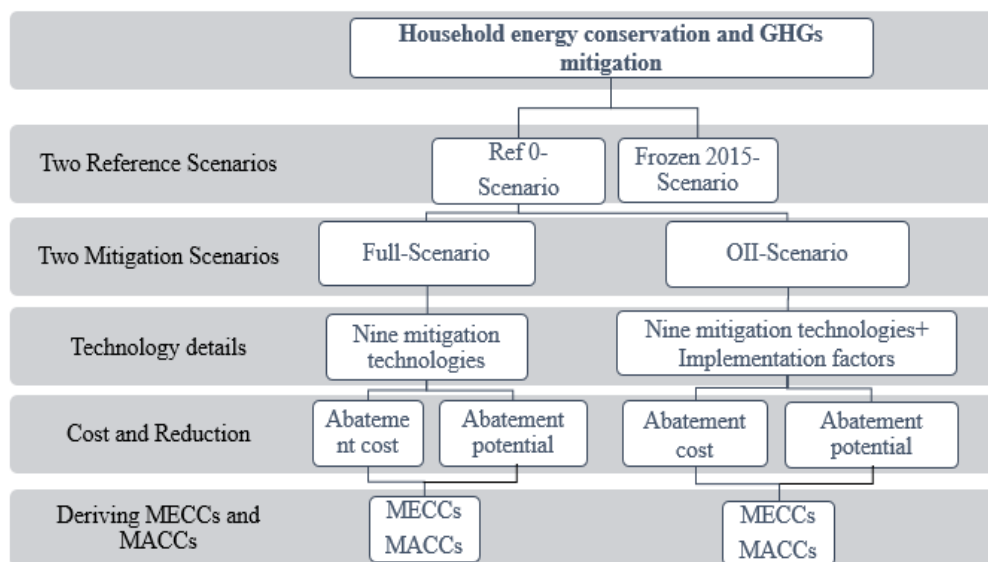 Household energy conservation and GHGs
mitigation
Two Reference Scenarios
Ref 0-
Scenario
Frozen 2015-
Scenario
Two Mitigation Scenarios
Full-Scenario
OII-Scenario
Technology details
Nine mitigation
technologies
Nine mitigation technologies+
Implementation factors
Cost and Reduction
Abateme
nt cost
Abatement
potential
Abatement
cost
Abatement
potential
Deriving MECCs and
MACCs
MECCs
MACCs
MECCs
MACCs